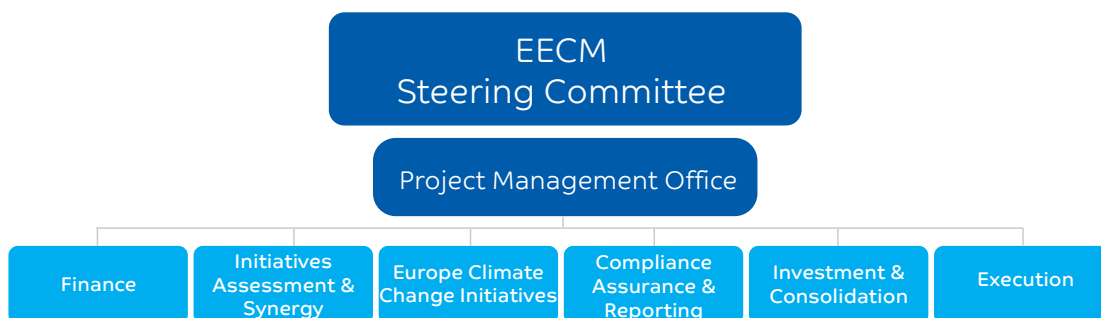 EECM
Steering Committee
Project Management Office
Finance
Initiatives
Assessment &
Synergy
Europe Climate
Change Initiatives
Compliance
Assurance &
Reporting
Investment &
Consolidation
Execution